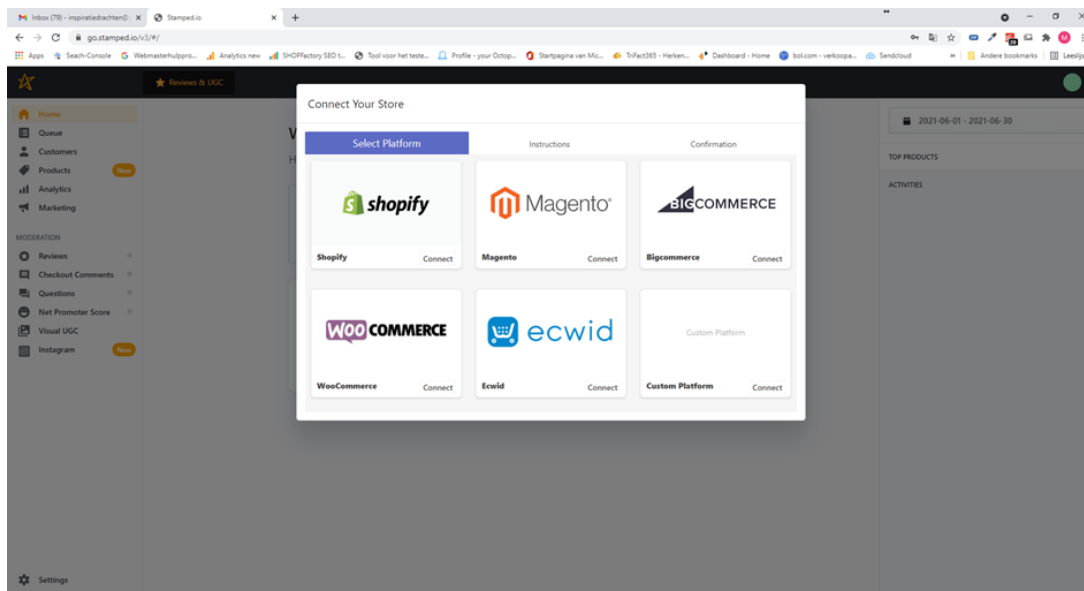 Inbox (79) - inspiratiedrachten@
Stamped.io
go.stamped.io/v3/#/
Apps
Seach-Console
Webmasterhulppro...
Analytics new
SHOPFactory SEO t...
Tool voor het teste...
Profile - your Octop...
Startpagina van Mic...
TriFact365 - Herken...
Dashboard - Home
bol.com - verkoopa...
Sendcloud
»
Andere bookmarks
Leeslijs
Reviews & UGC
Home
Queue
Customers
Products New
Analytics
Marketing
MODERATION
Reviews
Checkout Comments
Questions
Net Promoter Score
Visual UGC
Instagram New
Settings
W
H
Connect Your Store
Select Platform
Instructions
Confirmation
shopify
Shopify Connect
Magento
Magento Connect
BIGCOMMERCE
Bigcommerce Connect
WOO COMMERCE
WooCommerce Connect
ecwid
Ecwid Connect
Custom Platform
Custom Platform Connect
2021-06-01 - 2021-06-30
TOP PRODUCTS
ACTIVITIES